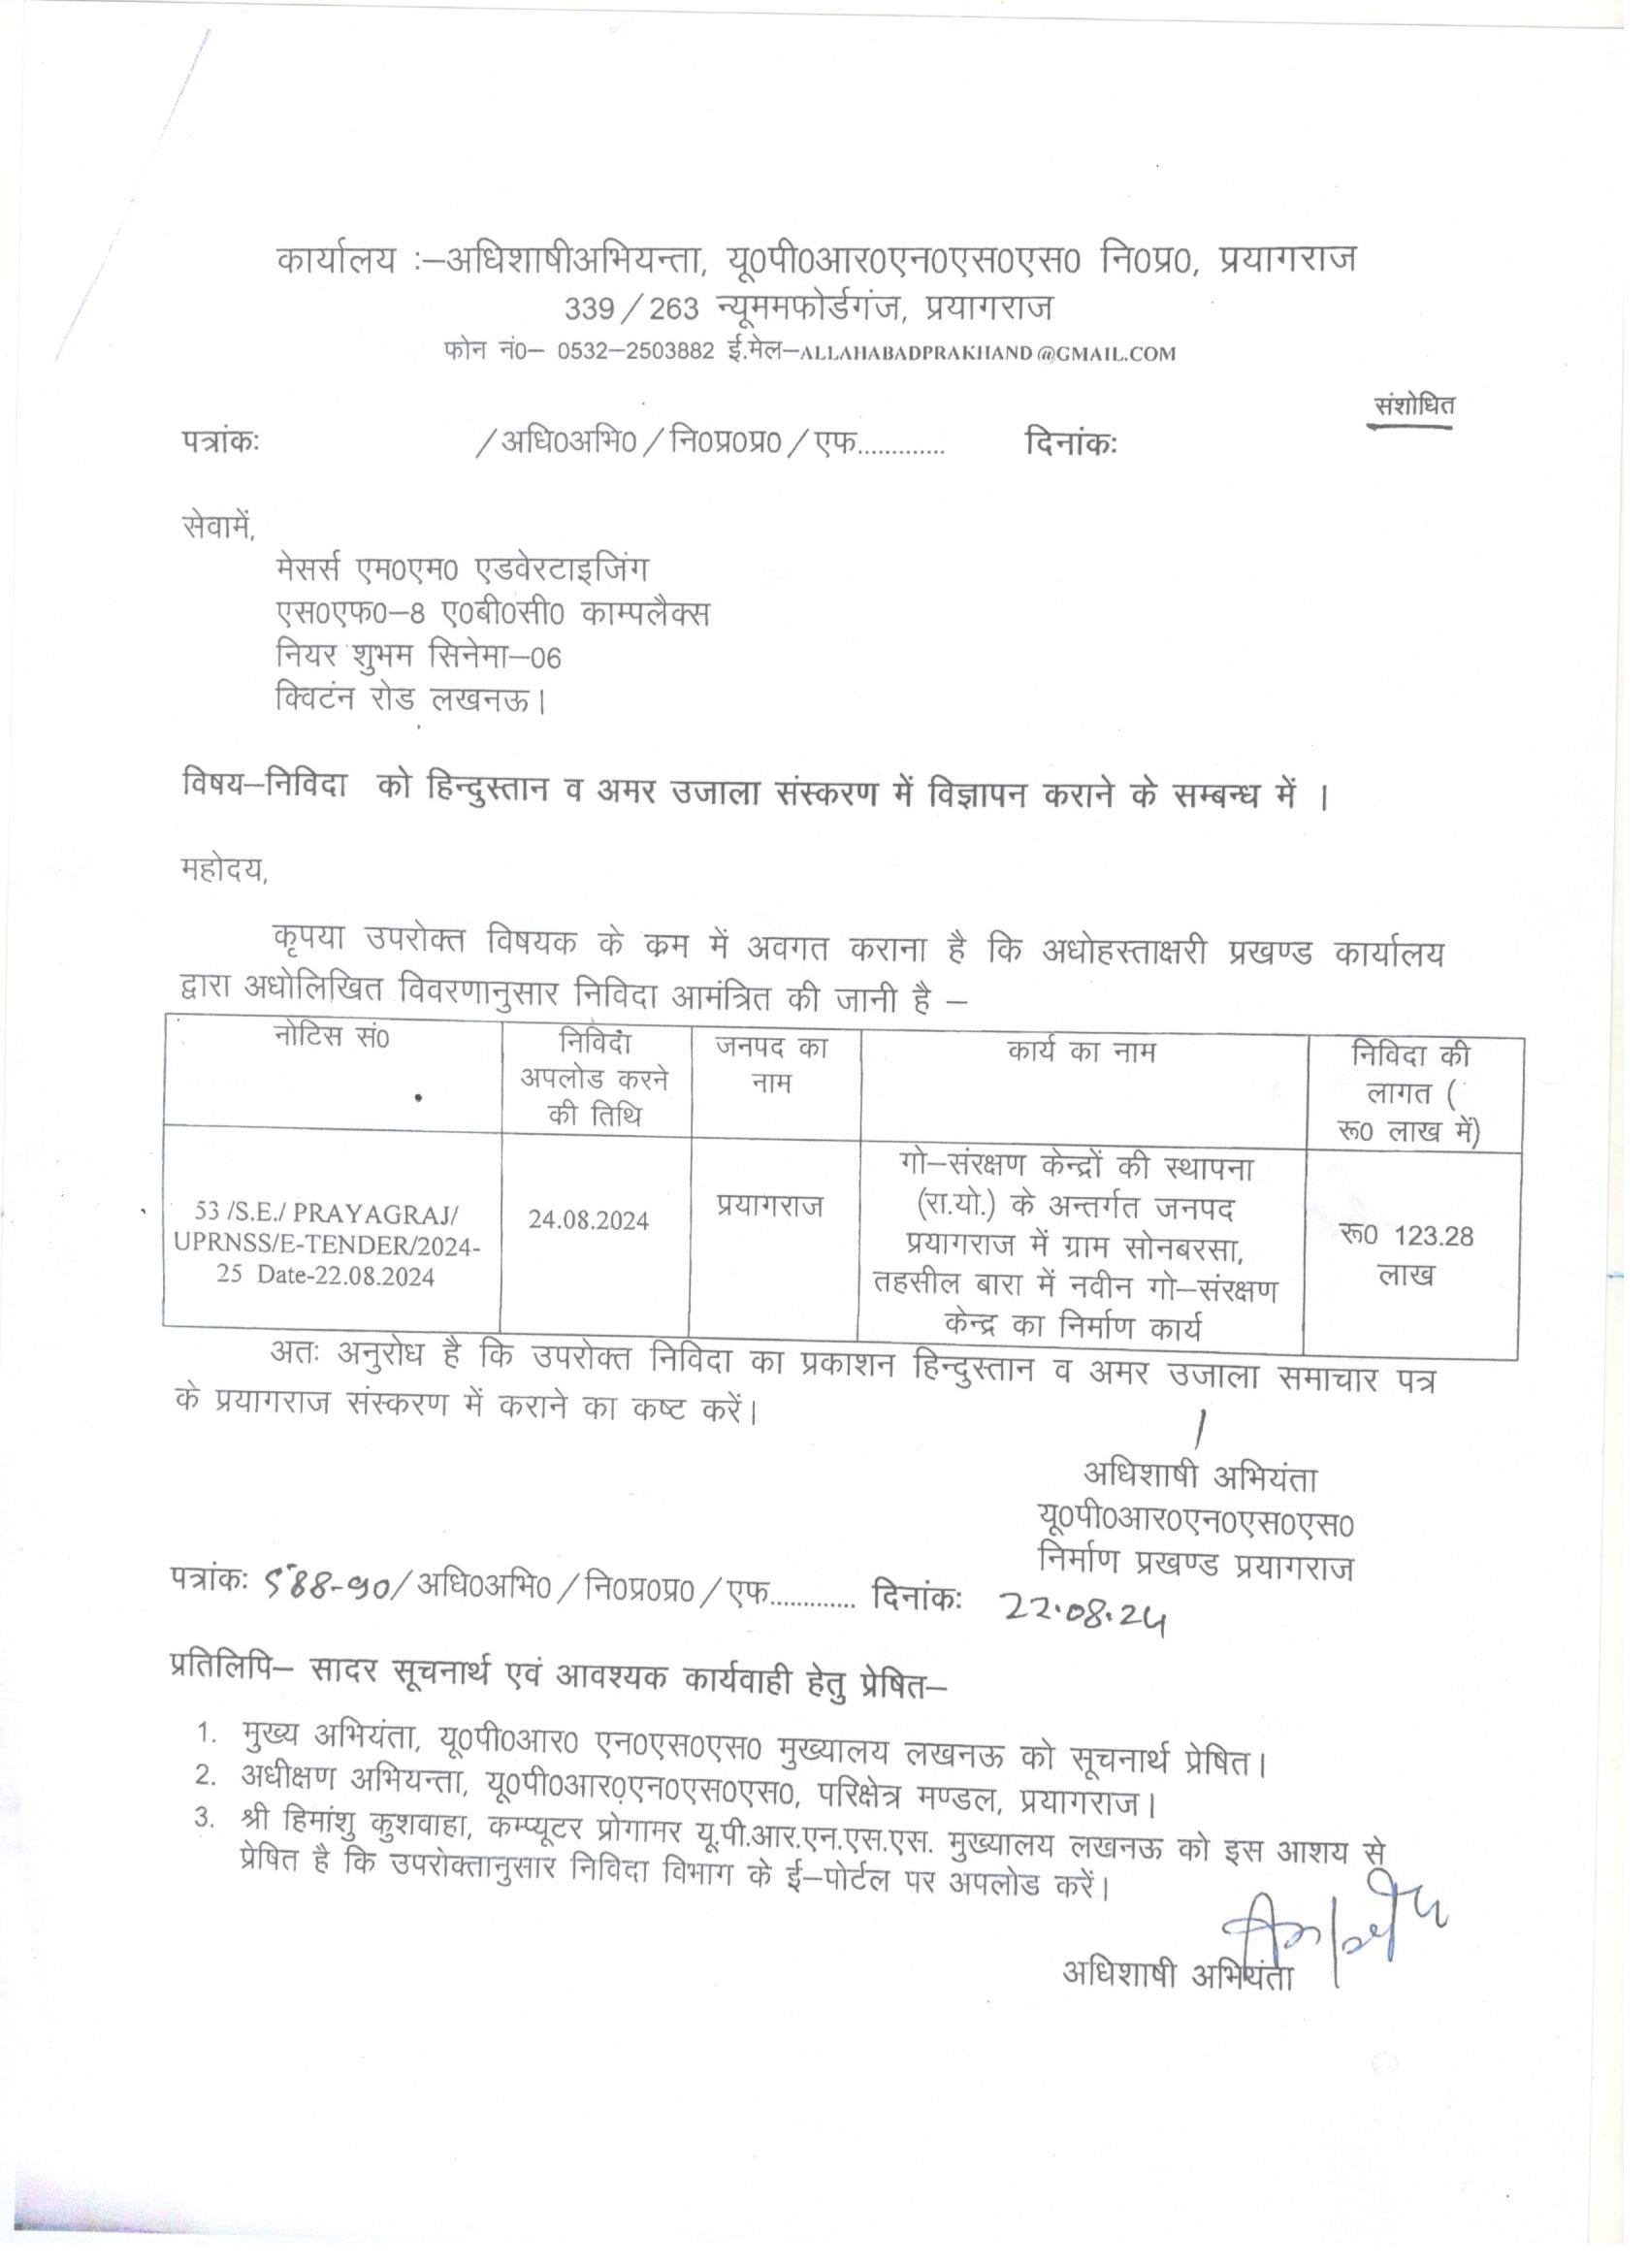 कार्यालय :–अधिशाषीअभियन्ता, यू0पी0आर0एन0एस0एस0 नि0प्र0, प्रयागराज
339/263 न्यूममफोर्डगंज, प्रयागराज
फोन नं0– 0532–2503882 ई.मेल–ALLAHABADPRAKHAND@GMAIL.COM
संशोधित
पत्रांकः /अधि0अभि0/नि0प्र0प्र0/एफ............. दिनांकः
सेवामें,
मेसर्स एम0एम0 एडवेरटाइजिंग
एस0एफ0–8 ए0बी0सी0 काम्पलैक्स
नियर शुभम सिनेमा–06
क्विटंन रोड लखनऊ।
विषय–निविदा को हिन्दुस्तान व अमर उजाला संस्करण में विज्ञापन कराने के सम्बन्ध में ।
महोदय,
कृपया उपरोक्त विषयक के क्रम में अवगत कराना है कि अधोहस्ताक्षरी प्रखण्ड कार्यालय
द्वारा अधोलिखित विवरणानुसार निविदा आमंत्रित की जानी है –
नोटिस सं0
निविदा
अपलोड करने
की तिथि
जनपद का
नाम
कार्य का नाम
निविदा की
लागत (
रू0 लाख में)
53 /S.E./ PRAYAGRAJ/
UPRNSS/E-TENDER/2024-
25 Date-22.08.2024
24.08.2024
प्रयागराज
गो–संरक्षण केन्द्रों की स्थापना
(रा.यो.) के अन्तर्गत जनपद
प्रयागराज में ग्राम सोनबरसा,
तहसील बारा में नवीन गो–संरक्षण
केन्द्र का निर्माण कार्य
रू0 123.28
लाख
अतः अनुरोध है कि उपरोक्त निविदा का प्रकाशन हिन्दुस्तान व अमर उजाला समाचार पत्र
के प्रयागराज संस्करण में कराने का कष्ट करें।
अधिशाषी अभियंता
यू0पी0आर0एन0एस0एस0
निर्माण प्रखण्ड प्रयागराज
पत्रांकः 588-90/अधि0अभि0/नि0प्र0प्र0/एफ............. दिनांकः 22.08.24
प्रतिलिपि– सादर सूचनार्थ एवं आवश्यक कार्यवाही हेतु प्रेषित–
1. मुख्य अभियंता, यू0पी0आर0 एन0एस0एस0 मुख्यालय लखनऊ को सूचनार्थ प्रेषित।
2. अधीक्षण अभियन्ता, यू0पी0आर0एन0एस0एस0, परिक्षेत्र मण्डल, प्रयागराज।
3. श्री हिमांशु कुशवाहा, कम्प्यूटर प्रोगामर यू.पी.आर.एन.एस.एस. मुख्यालय लखनऊ को इस आशय से
प्रेषित है कि उपरोक्तानुसार निविदा विभाग के ई–पोर्टल पर अपलोड करें।
अधिशाषी अभियंता